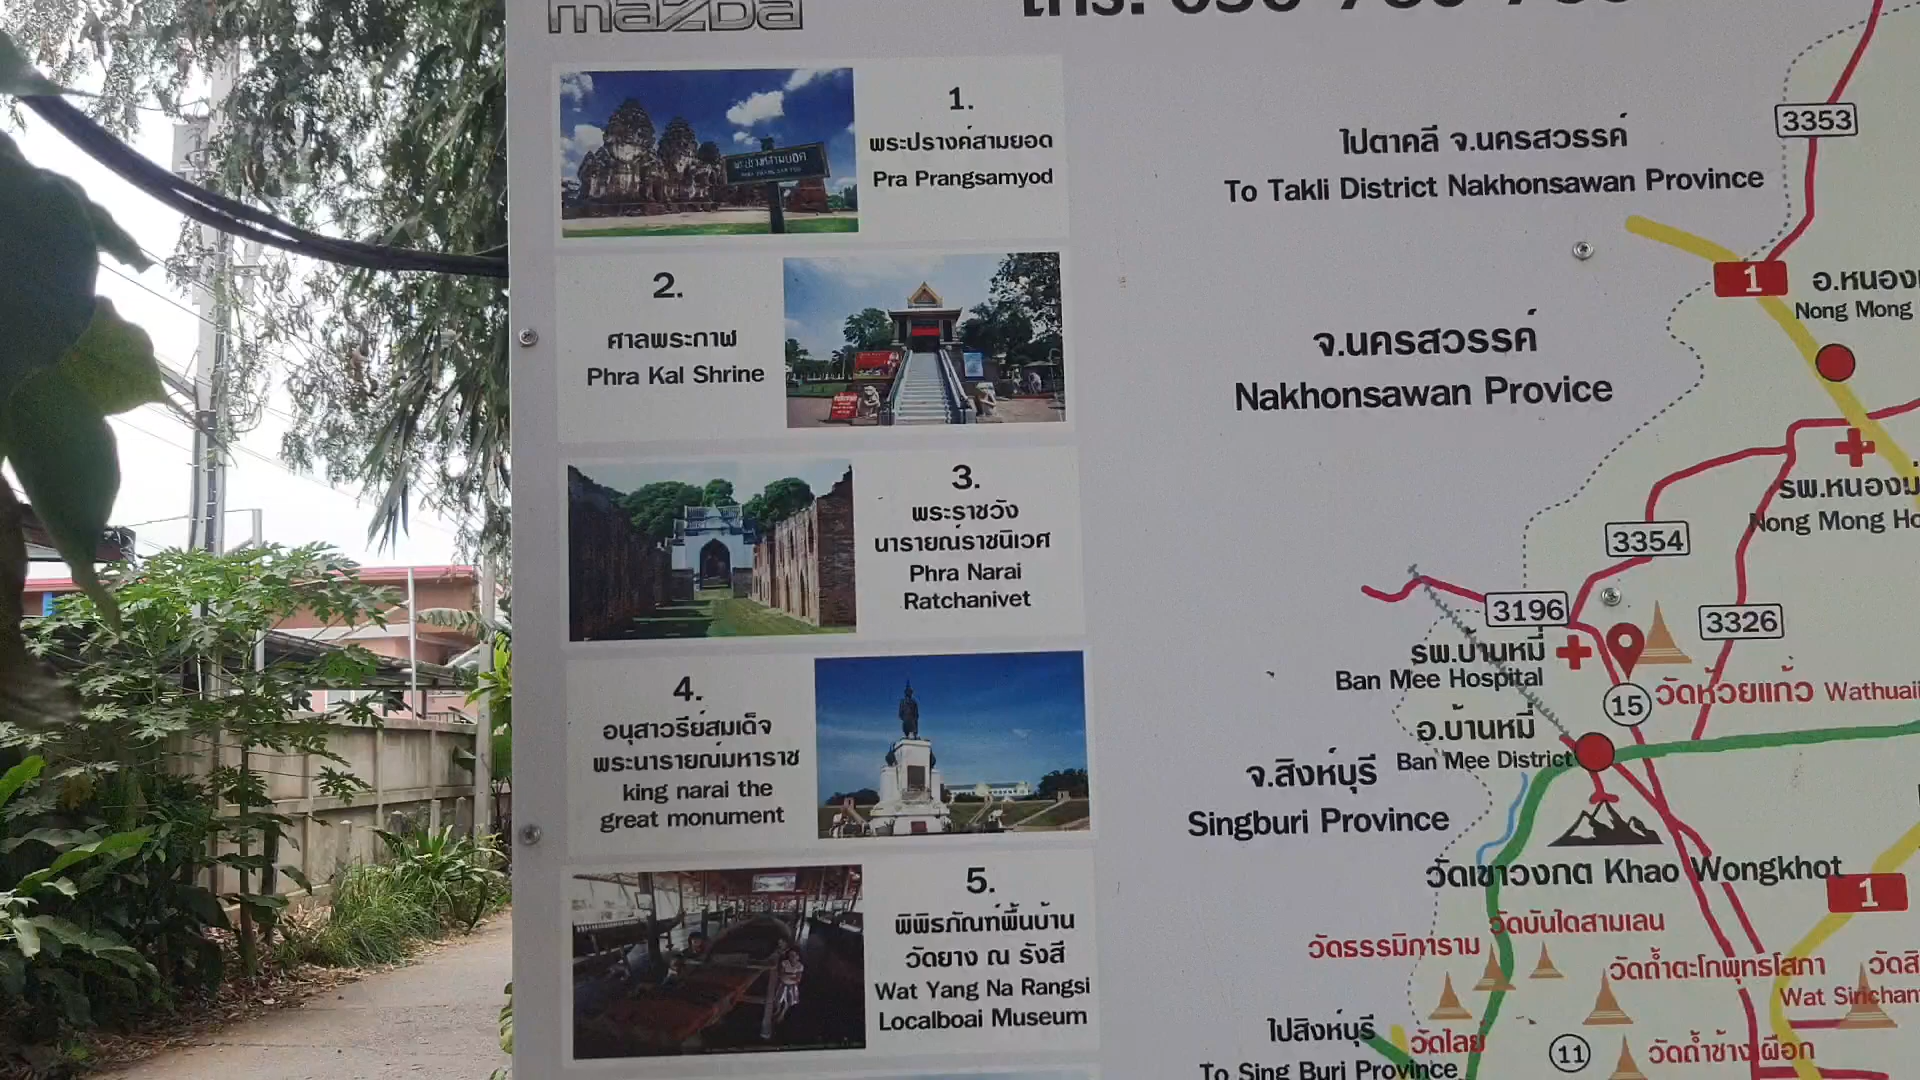 mazda
1.
พระปรางค์สามยอด
Pra Prangsamyod
พระปรางค์สามยอด
2.
ศาลพระกาฬ
Phra Kal Shrine
3.
พระราชวัง
นารายณ์ราชนิเวศ
Phra Narai
Ratchanivet
4.
อนุสาวรีย์สมเด็จ
พระนารายณ์มหาราช
king narai the
great monument
5.
พิพิธภัณฑ์พื้นบ้าน
วัดยาง ณ รังสี
Wat Yang Na Rangsi
Localboai Museum
3353
ไปตาคลี จ.นครสวรรค์
To Takli District Nakhonsawan Province
1
Nong Mong
จ.นครสวรรค์
Nakhonsawan Provice
Nong Mong
3354
3196
3326
รพ.บ้านหมี่
Ban Mee Hospital
15
วัดห้วยแก้ว
อ.บ้านหมี่
Ban Mee District
จ.สิงห์บุรี
Singburi Province
วัดเขาวงกต Khao Wongkhot
1
วัดบันไดสามเลน
วัดธรรมิการาม
วัดถ้ำตะโกพุทธโสภา
Wat
ไปสิงห์บุรี
To Sing Buri Province
วัดไลย
11
วัดถ้ำช้างเผือก